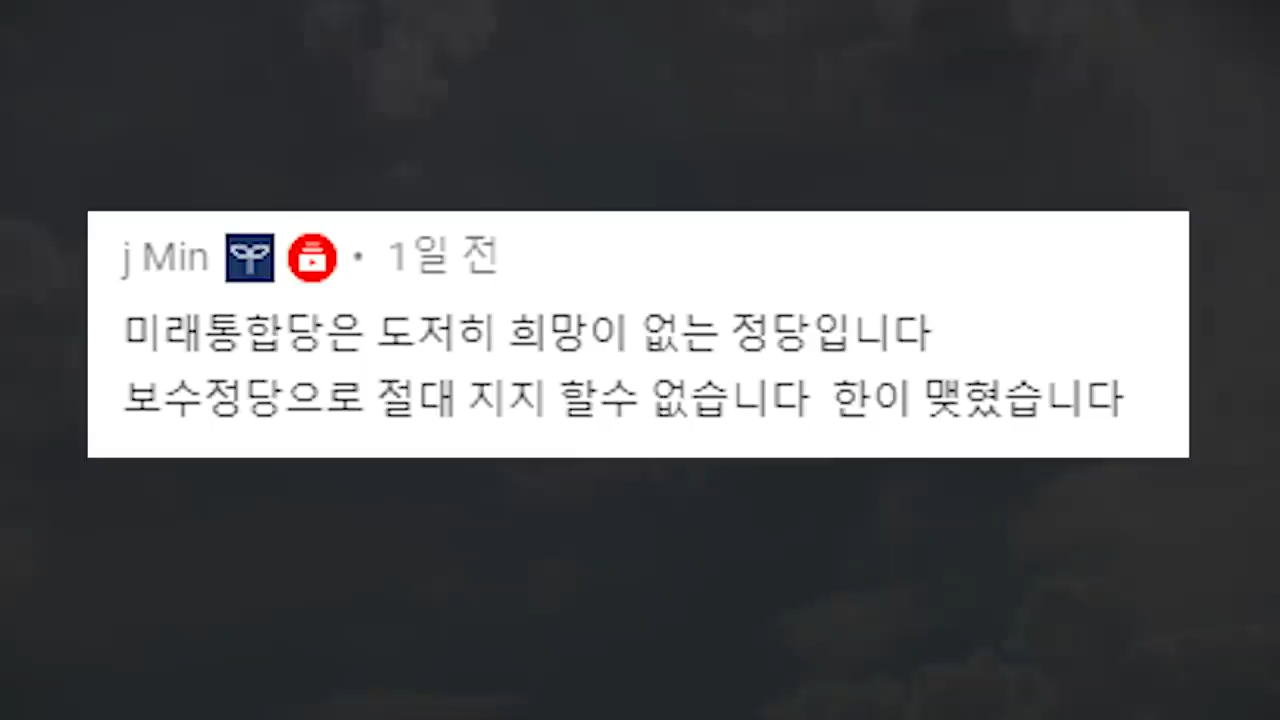 j Min • 1일 전
미래통합당은 도저히 희망이 없는 정당입니다
보수정당으로 절대 지지 할수 없습니다 한이 맺혔습니다